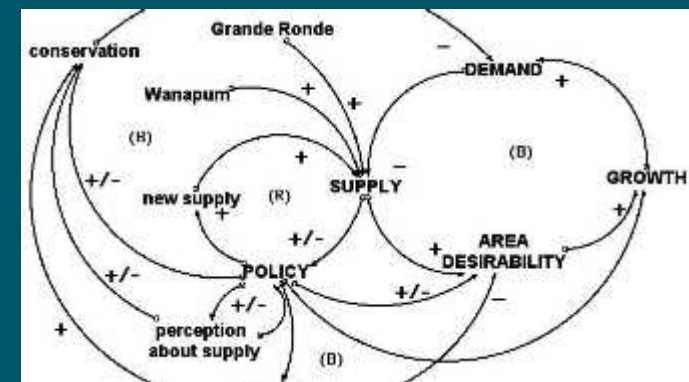 Grande Ronde
conservation
−
DEMAND
+
Wanapum
+
+
(B)
(B)
+
−
GROWTH
+/-
new supply
(R)
SUPPLY
+
+
+/-
+
AREA
DESIRABILITY
POLICY
+/-
+/-
+/-
−
+
perception
about supply
(B)